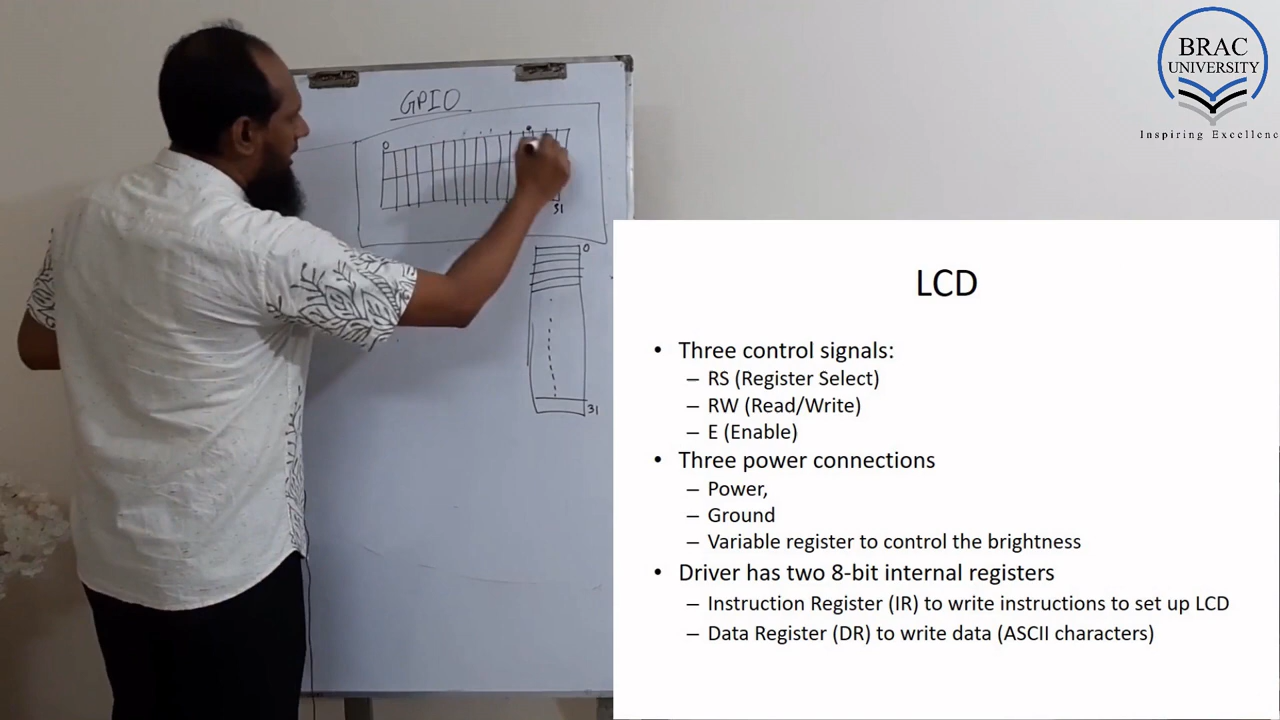 BRAC
UNIVERSITY
Inspiring Excellence
GPIO
0
31
0
31
LCD
• Three control signals:
– RS (Register Select)
– RW (Read/Write)
– E (Enable)
• Three power connections
– Power,
– Ground
– Variable register to control the brightness
• Driver has two 8-bit internal registers
– Instruction Register (IR) to write instructions to set up LCD
– Data Register (DR) to write data (ASCII characters)